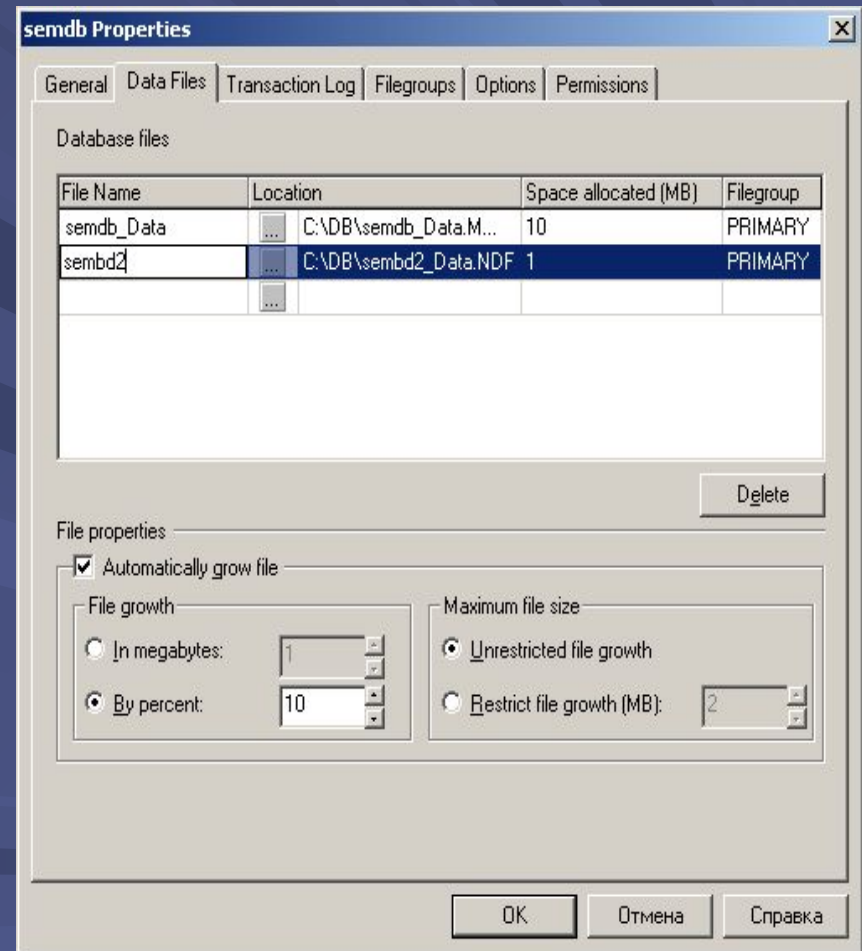 semdb Properties
General Data Files Transaction Log Filegroups Options Permissions
Database files
File Name Location Space allocated (MB) Filegroup
semdb_Data ... C:\DB\semdb_Data.M... 10 PRIMARY
sembd2 ... C:\DB\sembd2_Data.NDF 1 PRIMARY
...
Delete
File properties
Automatically grow file
File growth Maximum file size
In megabytes: 1 Unrestricted file growth
By percent: 10 Restrict file growth (MB): 2
OK Отмена Справка